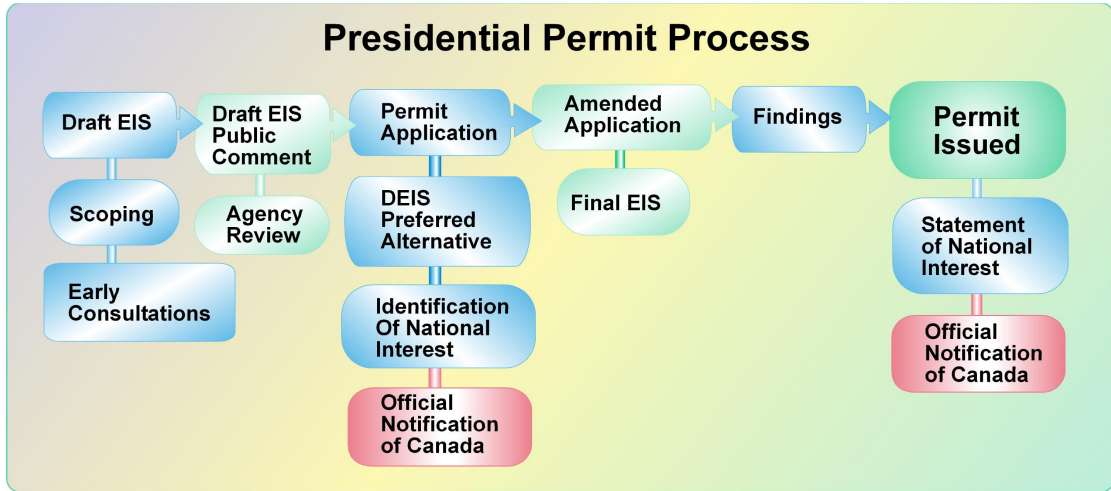 Presidential Permit Process
Draft EIS
Scoping
Early
Consultations
Draft EIS
Public
Comment
Agency
Review
Permit
Application
DEIS
Preferred
Alternative
Identification
Of National
Interest
Official
Notification
of Canada
Amended
Application
Final EIS
Findings
Permit
Issued
Statement
of National
Interest
Official
Notification
of Canada